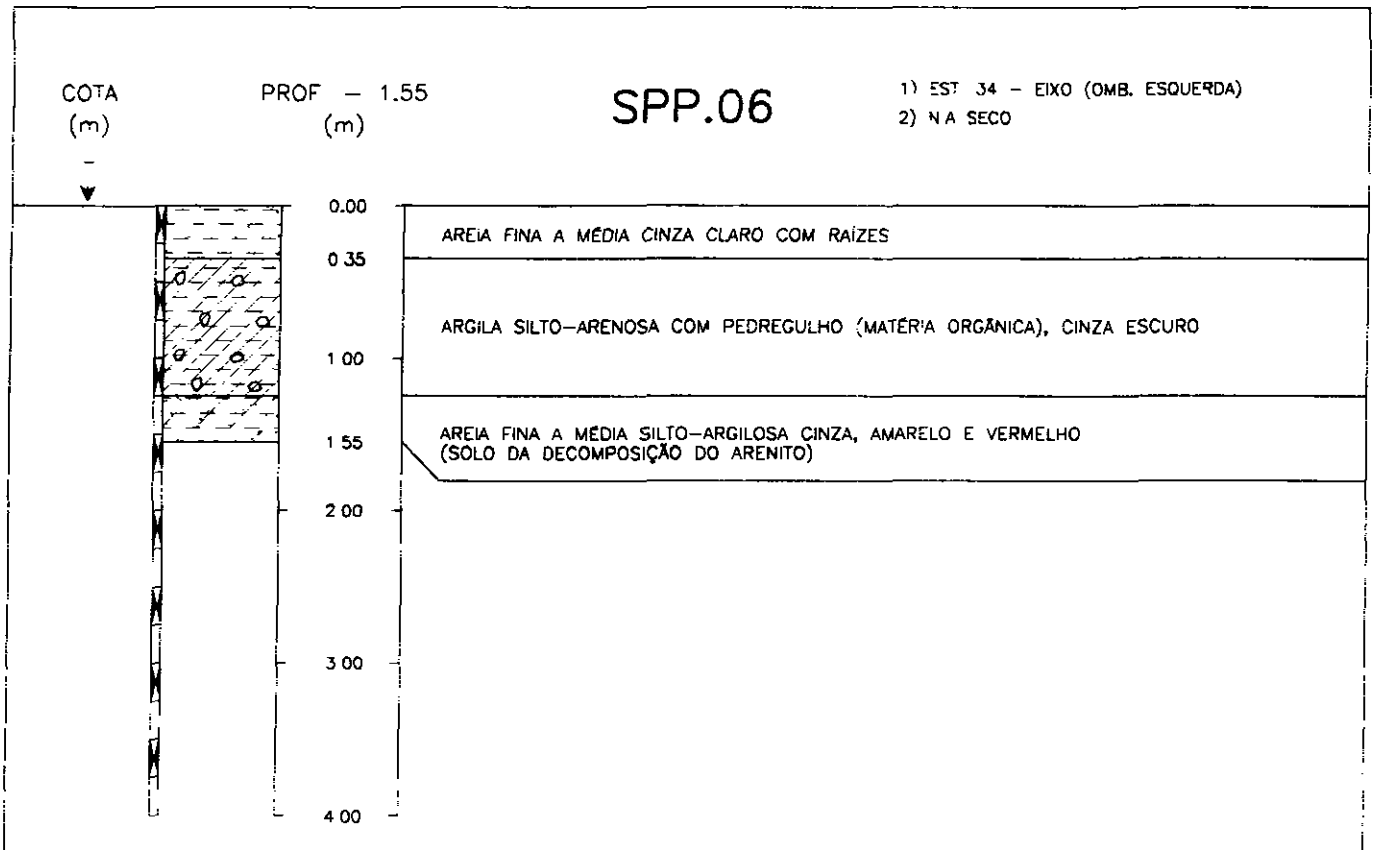 COTA
(m)
-
PROF - 1.55
(m)
SPP.06
1) EST 34 - EIXO (OMB. ESQUERDA)
2) N A SECO
0.00
AREIA FINA A MÉDIA CINZA CLARO COM RAÍZES
0 35
ARGILA SILTO-ARENOSA COM PEDREGULHO (MATÉRIA ORGÂNICA), CINZA ESCURO
1 00
AREIA FINA A MÉDIA SILTO-ARGILOSA CINZA, AMARELO E VERMELHO
(SOLO DA DECOMPOSIÇÃO DO ARENITO)
1 55
2 00
3 00
4 00